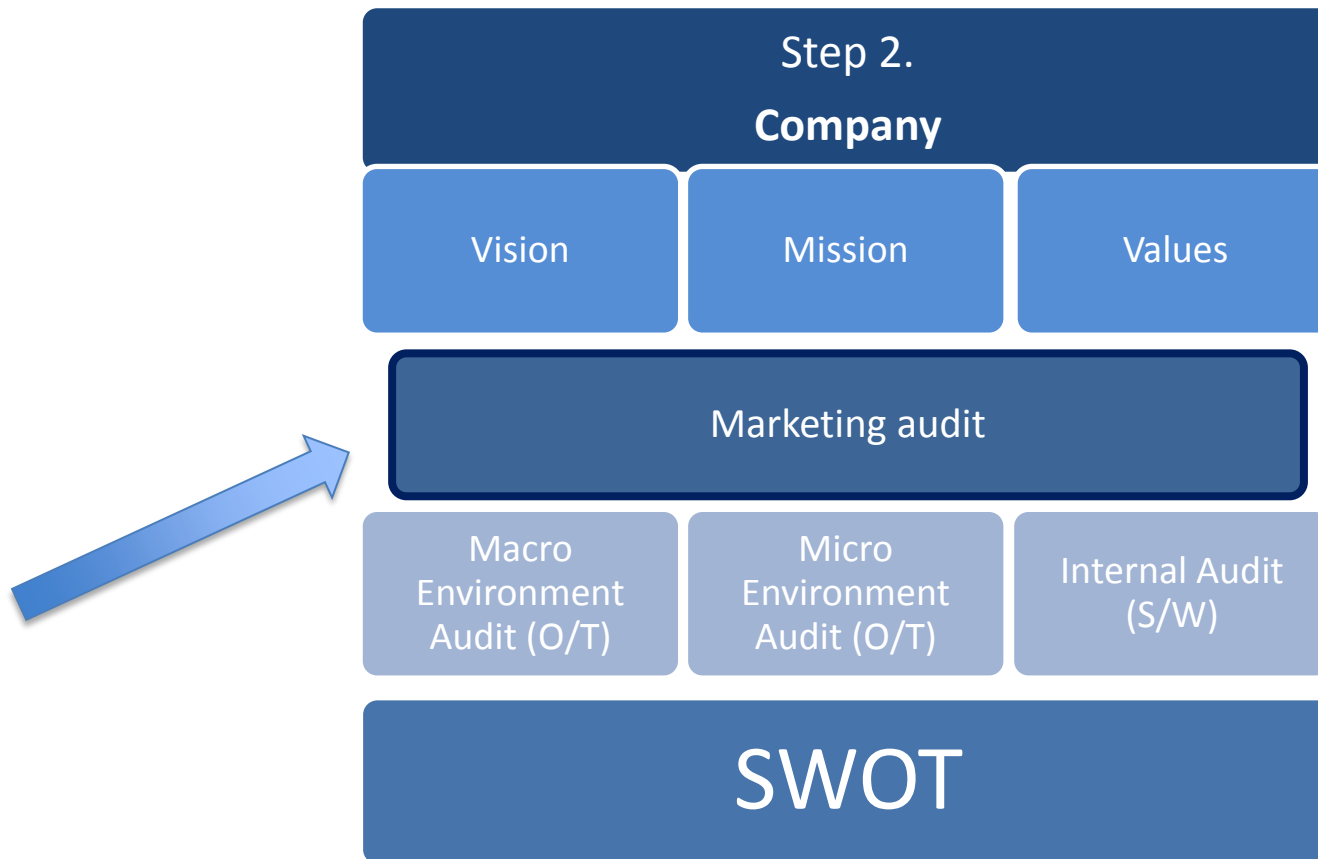 Step 2.
Company
Vision
Mission
Values
Marketing audit
Macro
Environment
Audit (O/T)
Micro
Environment
Audit (O/T)
Internal Audit
(S/W)
SWOT